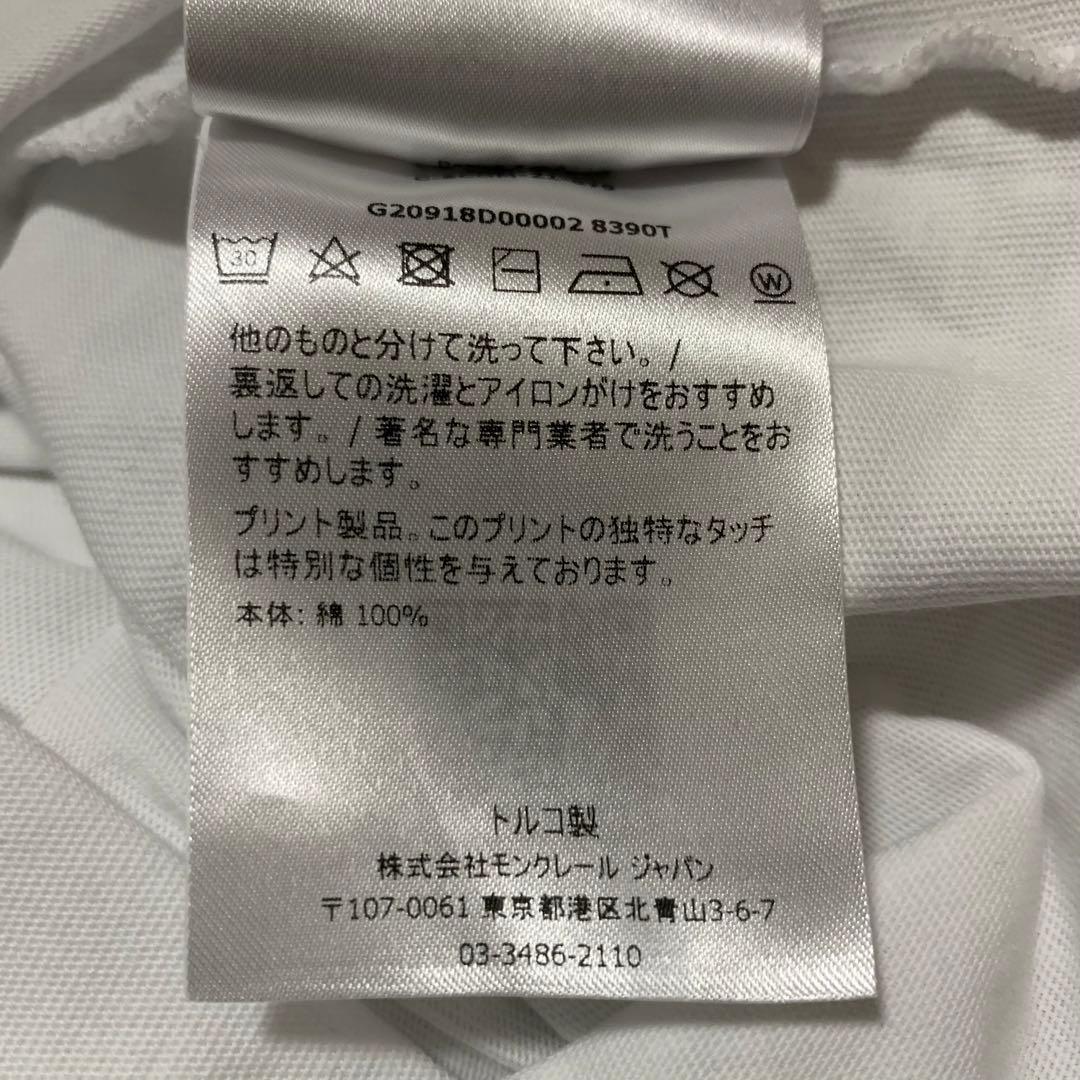 G20918D00002 8390T
30
W
他のものと分けて洗って下さい。/
裏返しての洗濯とアイロンがけをおすすめ
します。/ 著名な専門業者で洗うことをお
すすめします。
プリント製品。このプリントの独特なタッチ
は特別な個性を与えております。
本体: 綿 100%
トルコ製
株式会社モンクレール ジャパン
〒107-0061 東京都港区北青山3-6-7
03-3486-2110